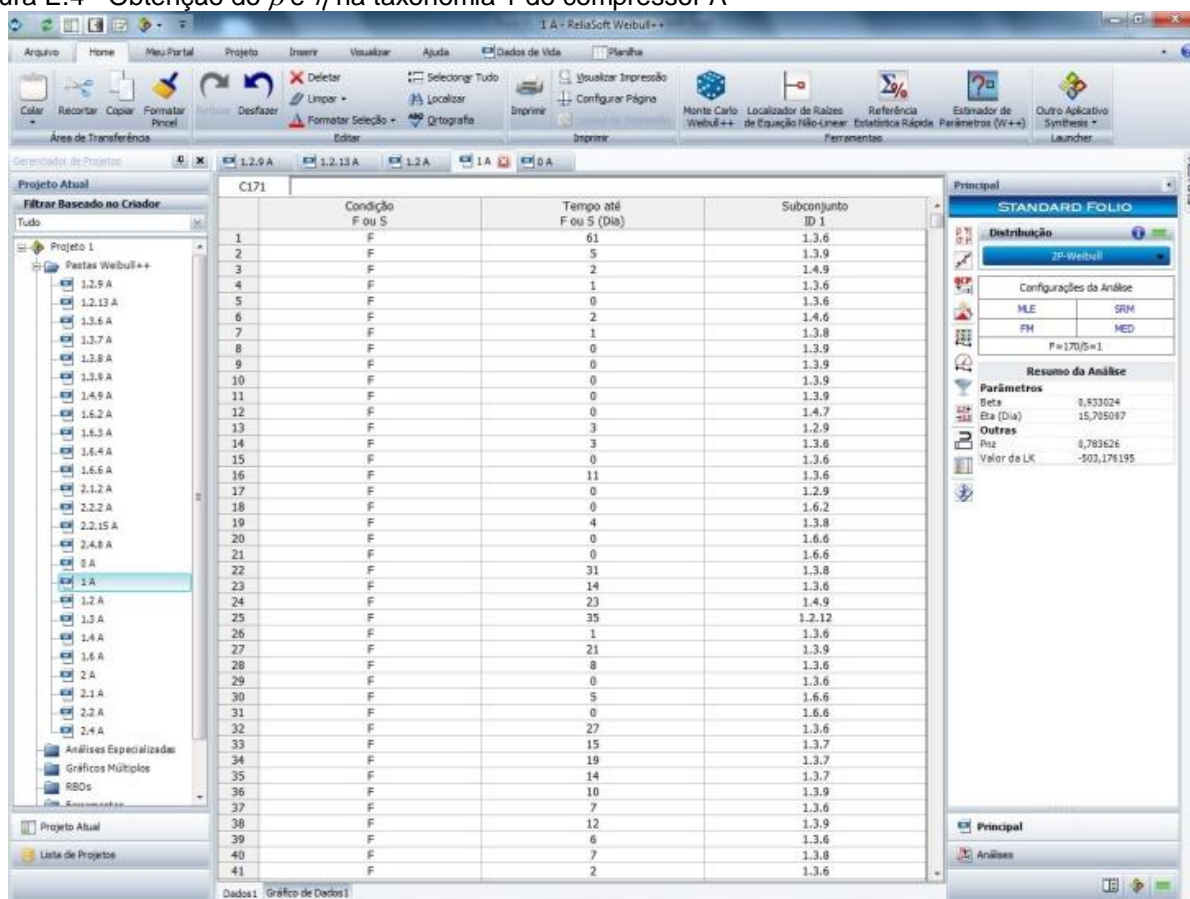 ura E.4 - Obtenção do β e η na taxonomia 1 do compressor A
1 A - ReliaSoft Weibull++
Arquivo Home Meu Portal Projeto Inserir Visualizar Ajuda Dados de Vida Planilha
Colar Recortar Copiar Formatar Pincel
Área de Transferência
Desfazer
Deletar
Limpar
Formatar Seleção
Selecionar Tudo
Localizar
Ortografia
Editar
Imprimir
Visualizar Impressão
Configurar Página
Imprimir
Monte Carlo Weibull++
Localizador de Raízes de Equação Não-Linear
Referência Estatística Rápida
Estimador de Parâmetros (W++)
Ferramentas
Outro Aplicativo Synthesis
Launcher
Gerenciador de Projetos
1.2.9 A 1.2.13 A 1.2 A 1 A 0 A
Projeto Atual
Filtrar Baseado no Criador
Tudo
Projeto 1
Pastas Weibull++
1.2.9 A
1.2.13 A
1.3.6 A
1.3.7 A
1.3.8 A
1.3.9 A
1.4.9 A
1.6.2 A
1.6.3 A
1.6.4 A
1.6.6 A
2.1.2 A
2.2.2 A
2.2.15 A
2.4.8 A
0 A
1 A
1.2 A
1.3 A
1.4 A
1.6 A
2 A
2.1 A
2.2 A
2.4 A
Análises Especializadas
Gráficos Múltiplos
RBDs
Projeto Atual
Lista de Projetos
C171
Condição F ou S
Tempo até F ou S (Dia)
Subconjunto ID 1
1 F 61 1.3.6
2 F 5 1.3.9
3 F 2 1.4.9
4 F 1 1.3.6
5 F 0 1.3.6
6 F 2 1.4.6
7 F 1 1.3.8
8 F 0 1.3.9
9 F 0 1.3.9
10 F 0 1.3.9
11 F 0 1.3.9
12 F 0 1.4.7
13 F 3 1.2.9
14 F 3 1.3.6
15 F 0 1.3.6
16 F 11 1.3.6
17 F 0 1.2.9
18 F 0 1.6.2
19 F 4 1.3.8
20 F 0 1.6.6
21 F 0 1.6.6
22 F 31 1.3.8
23 F 14 1.3.6
24 F 23 1.4.9
25 F 35 1.2.12
26 F 1 1.3.6
27 F 21 1.3.9
28 F 8 1.3.6
29 F 0 1.3.6
30 F 5 1.6.6
31 F 0 1.6.6
32 F 27 1.3.6
33 F 15 1.3.7
34 F 19 1.3.7
35 F 14 1.3.7
36 F 10 1.3.9
37 F 7 1.3.6
38 F 12 1.3.9
39 F 6 1.3.6
40 F 7 1.3.8
41 F 2 1.3.6
Dados1 Gráfico de Dados1
Principal
STANDARD FOLIO
Distribuição
2P-Weibull
Configurações da Análise
MLE SRM
FM MED
F=170/S=1
Resumo da Análise
Parâmetros
Beta 0,933024
Eta (Dia) 15,705097
Outras
Pnz 0,783626
Valor da LK -503,176195
Principal
Análises